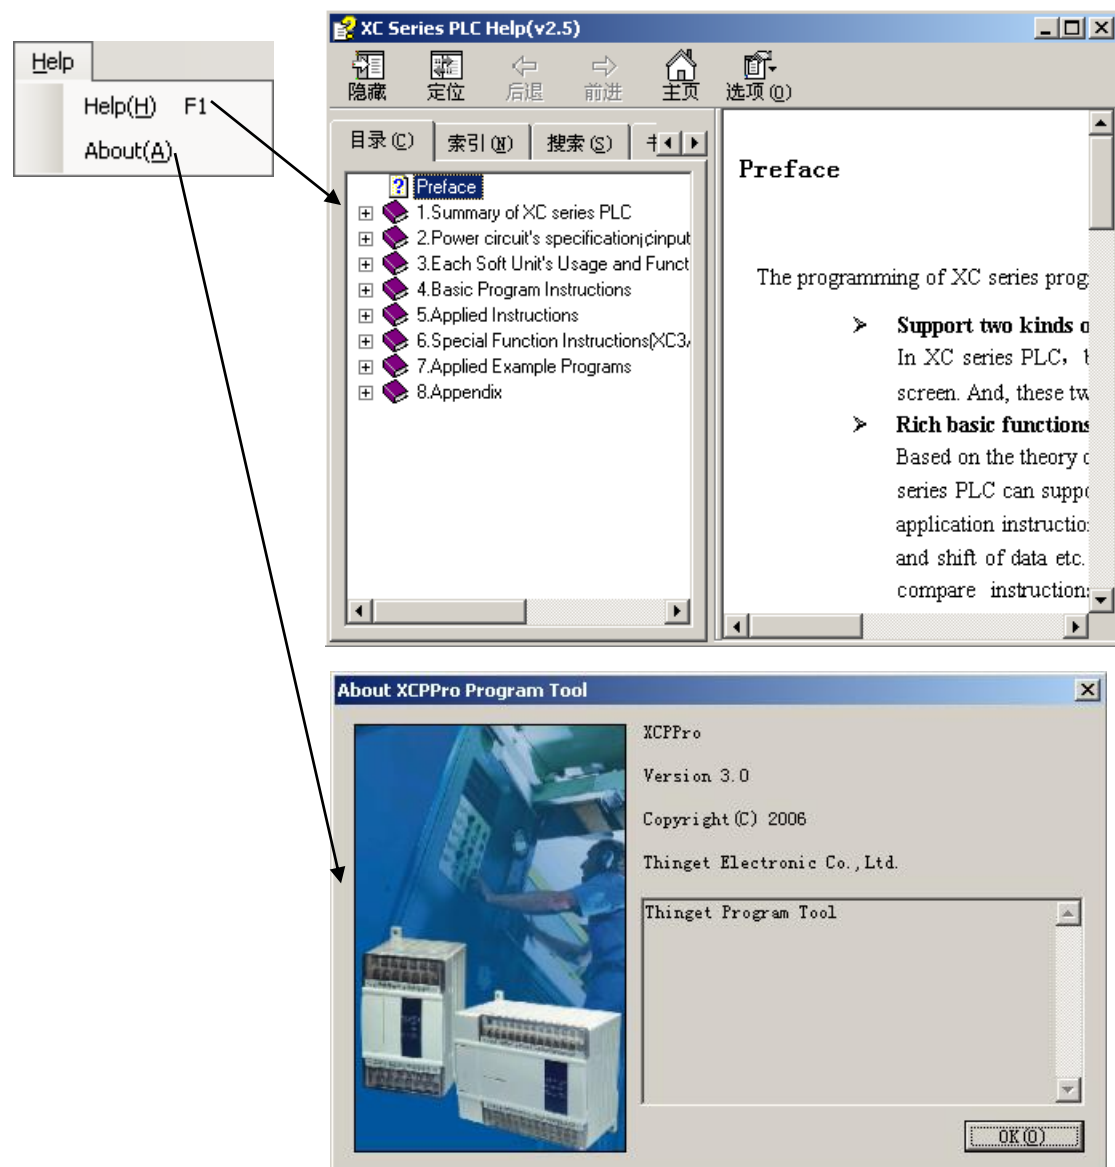 Help
Help(H) F1
About(A)
XC Series PLC Help(v2.5)
隐藏 定位 后退 前进 主页 选项(O)
目录(C) 索引(N) 搜索(S)
Preface
1.Summary of XC series PLC
2.Power circuit's specification¡¢input
3.Each Soft Unit's Usage and Funct
4.Basic Program Instructions
5.Applied Instructions
6.Special Function Instructions(XC3
7.Applied Example Programs
8.Appendix
Preface
The programming of XC series prog
➢ Support two kinds o
In XC series PLC, t
screen. And, these tw
➢ Rich basic functions
Based on the theory o
series PLC can suppo
application instructio
and shift of data etc.
compare instructions
About XCPPro Program Tool
XCPPro
Version 3.0
Copyright(C) 2006
Thinget Electronic Co.,Ltd.
Thinget Program Tool
OK(O)